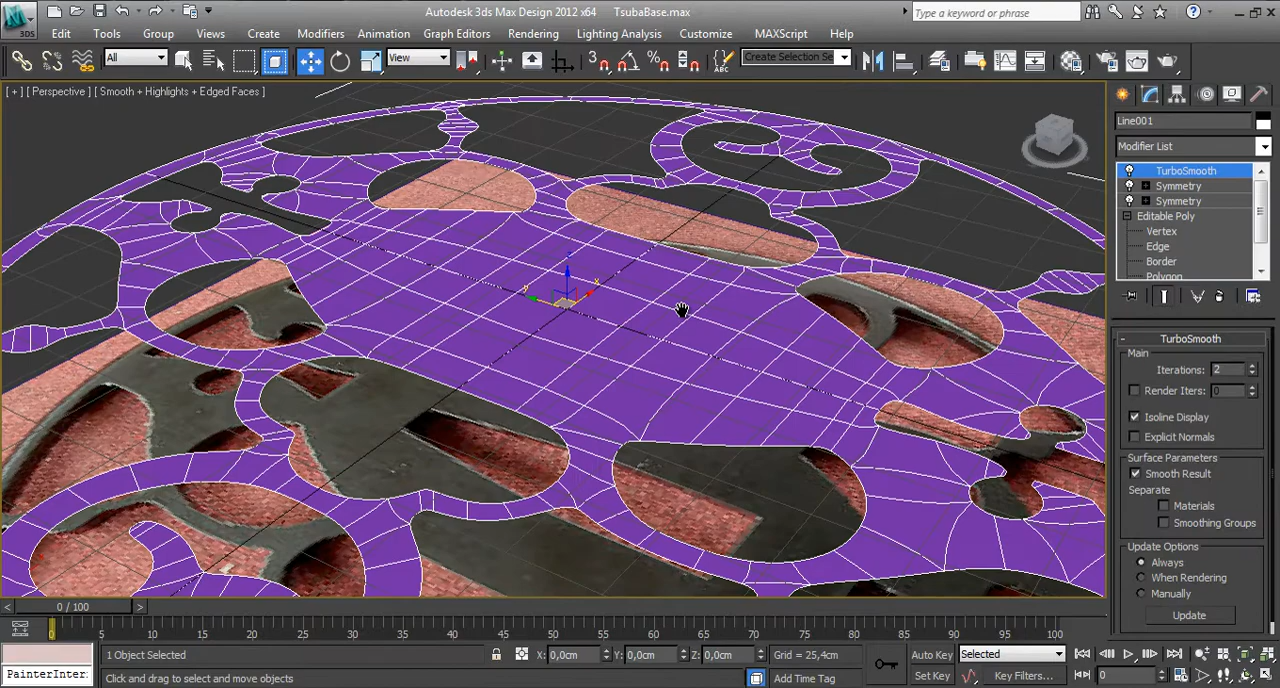 Autodesk 3ds Max Design 2012 x64 TsubaBase.max
Type a keyword or phrase
3DS
Edit Tools Group Views Create Modifiers Animation Graph Editors Rendering Lighting Analysis Customize MAXScript Help
All View Create Selection Se
[ + ] [ Perspective ] [ Smooth + Highlights + Edged Faces ]
Line001
Modifier List
TurboSmooth
Symmetry
Symmetry
Editable Poly
Vertex
Edge
Border
Polygon
TurboSmooth
Main
Iterations: 2
Render Iters: 0
Isoline Display
Explicit Normals
Surface Parameters
Smooth Result
Separate
Materials
Smoothing Groups
Update Options
Always
When Rendering
Manually
Update
0 / 100
0 5 10 15 20 25 30 35 40 45 50 55 60 65 70 75 80 85 90 95 100
1 Object Selected X: 0,0cm Y: 0,0cm Z: 0,0cm Grid = 25,4cm Auto Key Selected
PainterInter: Click and drag to select and move objects Add Time Tag Set Key Key Filters... 0